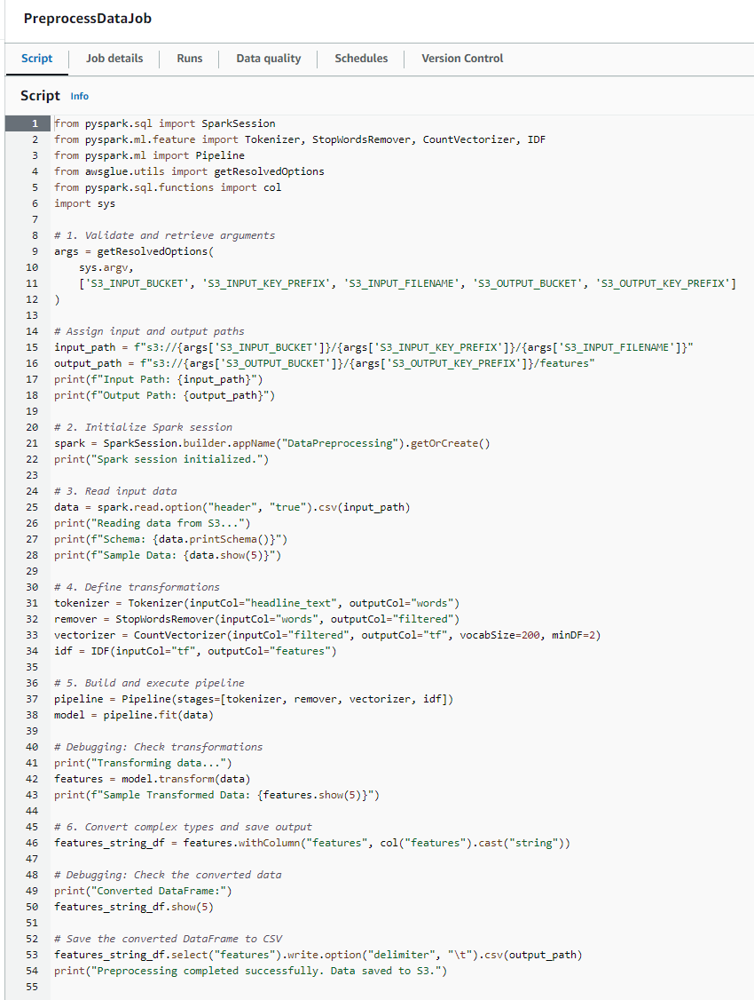 PreprocessDataJob
Script Job details Runs Data quality Schedules Version Control
Script Info
1 from pyspark.sql import SparkSession
2 from pyspark.ml.feature import Tokenizer, StopWordsRemover, CountVectorizer, IDF
3 from pyspark.ml import Pipeline
4 from awsglue.utils import getResolvedOptions
5 from pyspark.sql.functions import col
6 import sys
7
8 # 1. Validate and retrieve arguments
9 args = getResolvedOptions(
10     sys.argv,
11     ['S3_INPUT_BUCKET', 'S3_INPUT_KEY_PREFIX', 'S3_INPUT_FILENAME', 'S3_OUTPUT_BUCKET', 'S3_OUTPUT_KEY_PREFIX']
12 )
13
14 # Assign input and output paths
15 input_path = f"s3://{args['S3_INPUT_BUCKET']}/{args['S3_INPUT_KEY_PREFIX']}/{args['S3_INPUT_FILENAME']}"
16 output_path = f"s3://{args['S3_OUTPUT_BUCKET']}/{args['S3_OUTPUT_KEY_PREFIX']}/features"
17 print(f"Input Path: {input_path}")
18 print(f"Output Path: {output_path}")
19
20 # 2. Initialize Spark session
21 spark = SparkSession.builder.appName("DataPreprocessing").getOrCreate()
22 print("Spark session initialized.")
23
24 # 3. Read input data
25 data = spark.read.option("header", "true").csv(input_path)
26 print("Reading data from S3...")
27 print(f"Schema: {data.printSchema()}")
28 print(f"Sample Data: {data.show(5)}")
29
30 # 4. Define transformations
31 tokenizer = Tokenizer(inputCol="headline_text", outputCol="words")
32 remover = StopWordsRemover(inputCol="words", outputCol="filtered")
33 vectorizer = CountVectorizer(inputCol="filtered", outputCol="tf", vocabSize=200, minDF=2)
34 idf = IDF(inputCol="tf", outputCol="features")
35
36 # 5. Build and execute pipeline
37 pipeline = Pipeline(stages=[tokenizer, remover, vectorizer, idf])
38 model = pipeline.fit(data)
39
40 # Debugging: Check transformations
41 print("Transforming data...")
42 features = model.transform(data)
43 print(f"Sample Transformed Data: {features.show(5)}")
44
45 # 6. Convert complex types and save output
46 features_string_df = features.withColumn("features", col("features").cast("string"))
47
48 # Debugging: Check the converted data
49 print("Converted DataFrame:")
50 features_string_df.show(5)
51
52 # Save the converted DataFrame to CSV
53 features_string_df.select("features").write.option("delimiter", "\t").csv(output_path)
54 print("Preprocessing completed successfully. Data saved to S3.")
55